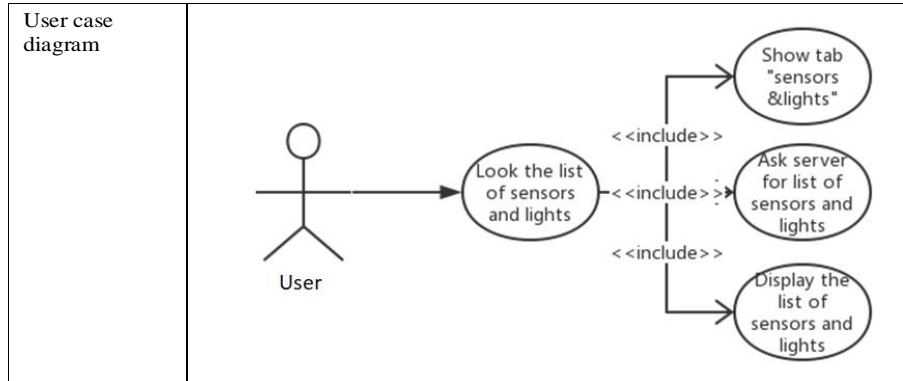 User case
diagram
Show tab
"sensors
&lights"
<<include>>
Look the list
of sensors
and lights
<<include>>
Ask server
for list of
sensors and
lights
<<include>>
User
Display the
list of
sensors and
lights